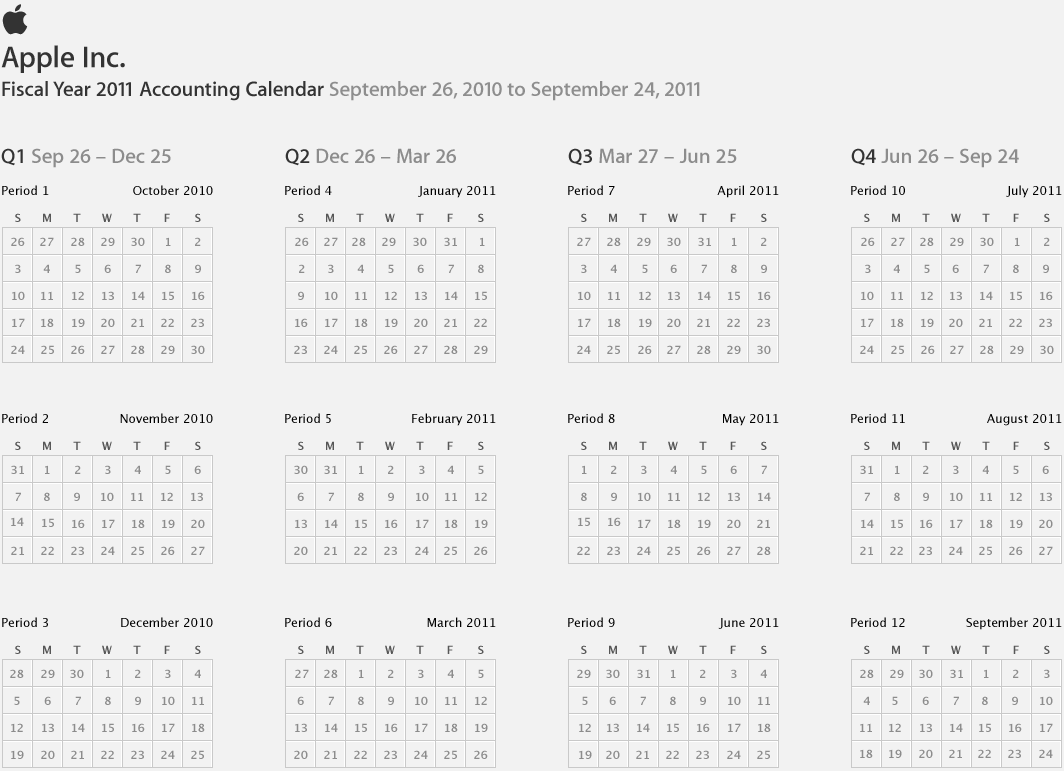 Apple Inc.
Fiscal Year 2011 Accounting Calendar September 26, 2010 to September 24, 2011
Q1 Sep 26 – Dec 25
Period 1 October 2010
S M T W T F S
26 27 28 29 30 1 2
3 4 5 6 7 8 9
10 11 12 13 14 15 16
17 18 19 20 21 22 23
24 25 26 27 28 29 30
Period 2 November 2010
S M T W T F S
31 1 2 3 4 5 6
7 8 9 10 11 12 13
14 15 16 17 18 19 20
21 22 23 24 25 26 27
Period 3 December 2010
S M T W T F S
28 29 30 1 2 3 4
5 6 7 8 9 10 11
12 13 14 15 16 17 18
19 20 21 22 23 24 25
Q2 Dec 26 – Mar 26
Period 4 January 2011
S M T W T F S
26 27 28 29 30 31 1
2 3 4 5 6 7 8
9 10 11 12 13 14 15
16 17 18 19 20 21 22
23 24 25 26 27 28 29
Period 5 February 2011
S M T W T F S
30 31 1 2 3 4 5
6 7 8 9 10 11 12
13 14 15 16 17 18 19
20 21 22 23 24 25 26
Period 6 March 2011
S M T W T F S
27 28 1 2 3 4 5
6 7 8 9 10 11 12
13 14 15 16 17 18 19
20 21 22 23 24 25 26
Q3 Mar 27 – Jun 25
Period 7 April 2011
S M T W T F S
27 28 29 30 31 1 2
3 4 5 6 7 8 9
10 11 12 13 14 15 16
17 18 19 20 21 22 23
24 25 26 27 28 29 30
Period 8 May 2011
S M T W T F S
1 2 3 4 5 6 7
8 9 10 11 12 13 14
15 16 17 18 19 20 21
22 23 24 25 26 27 28
Period 9 June 2011
S M T W T F S
29 30 31 1 2 3 4
5 6 7 8 9 10 11
12 13 14 15 16 17 18
19 20 21 22 23 24 25
Q4 Jun 26 – Sep 24
Period 10 July 2011
S M T W T F S
26 27 28 29 30 1 2
3 4 5 6 7 8 9
10 11 12 13 14 15 16
17 18 19 20 21 22 23
24 25 26 27 28 29 30
Period 11 August 2011
S M T W T F S
31 1 2 3 4 5 6
7 8 9 10 11 12 13
14 15 16 17 18 19 20
21 22 23 24 25 26 27
Period 12 September 2011
S M T W T F S
28 29 30 31 1 2 3
4 5 6 7 8 9 10
11 12 13 14 15 16 17
18 19 20 21 22 23 24